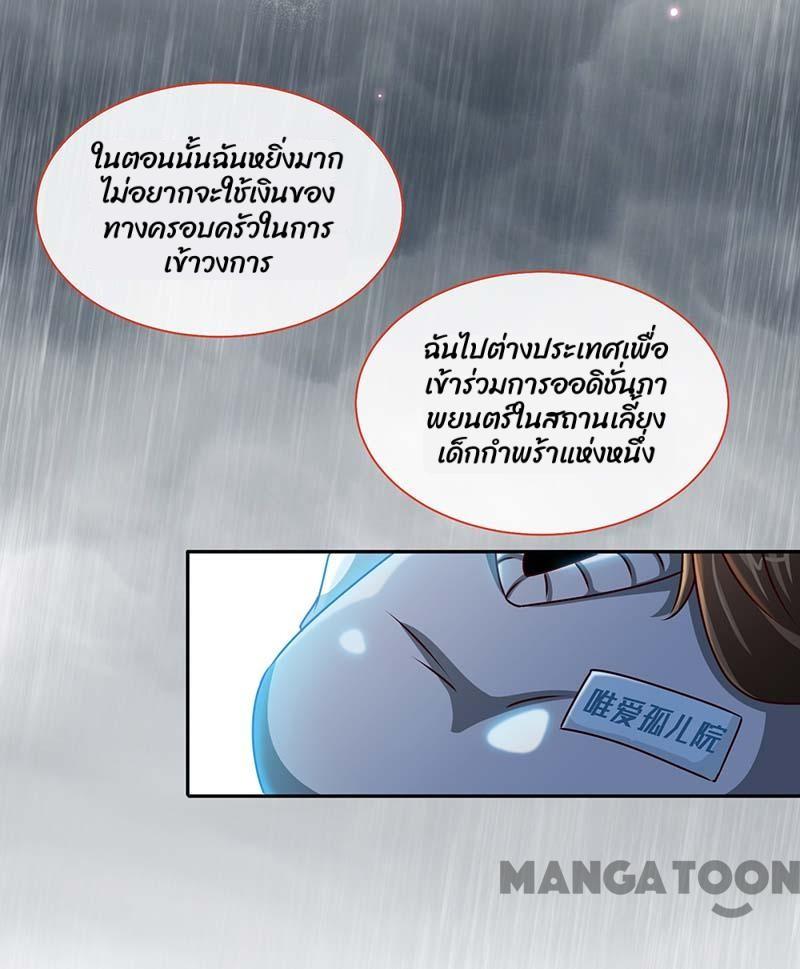 ในตอนนั้นฉันหยิ่งมาก
ไม่อยากจะใช้เงินของ
ทางครอบครัวในการ
เข้าวงการ
ฉันไปต่างประเทศเพื่อ
เข้าร่วมการออดิชั่นภา
พยนตร์ในสถานเลี้ยง
เด็กกำพร้าแห่งหนึ่ง
唯爱孤儿院
MANGATOON